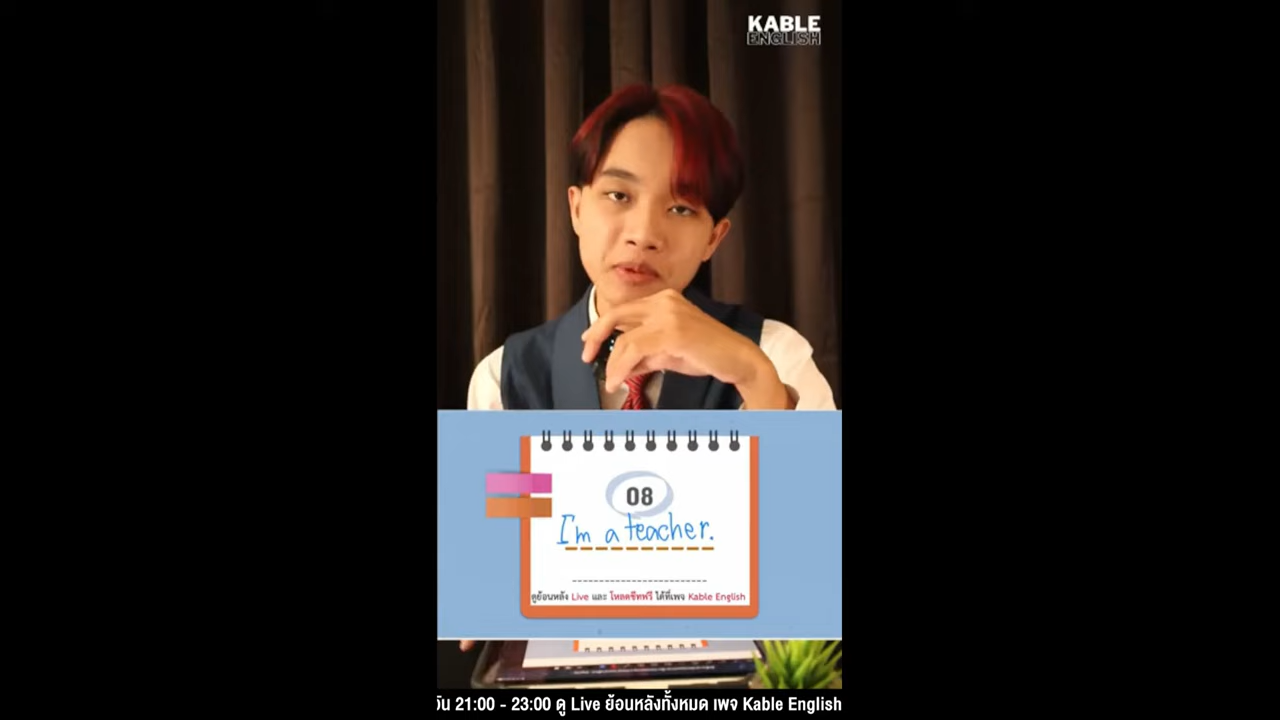 KABLE
ENGLISH
08
I'm a teacher.
ดูย้อนหลัง Live และ โหลดชีทฟรี ได้ที่เพจ Kable English
วัน 21:00 - 23:00 ดู Live ย้อนหลังทั้งหมด เพจ Kable English